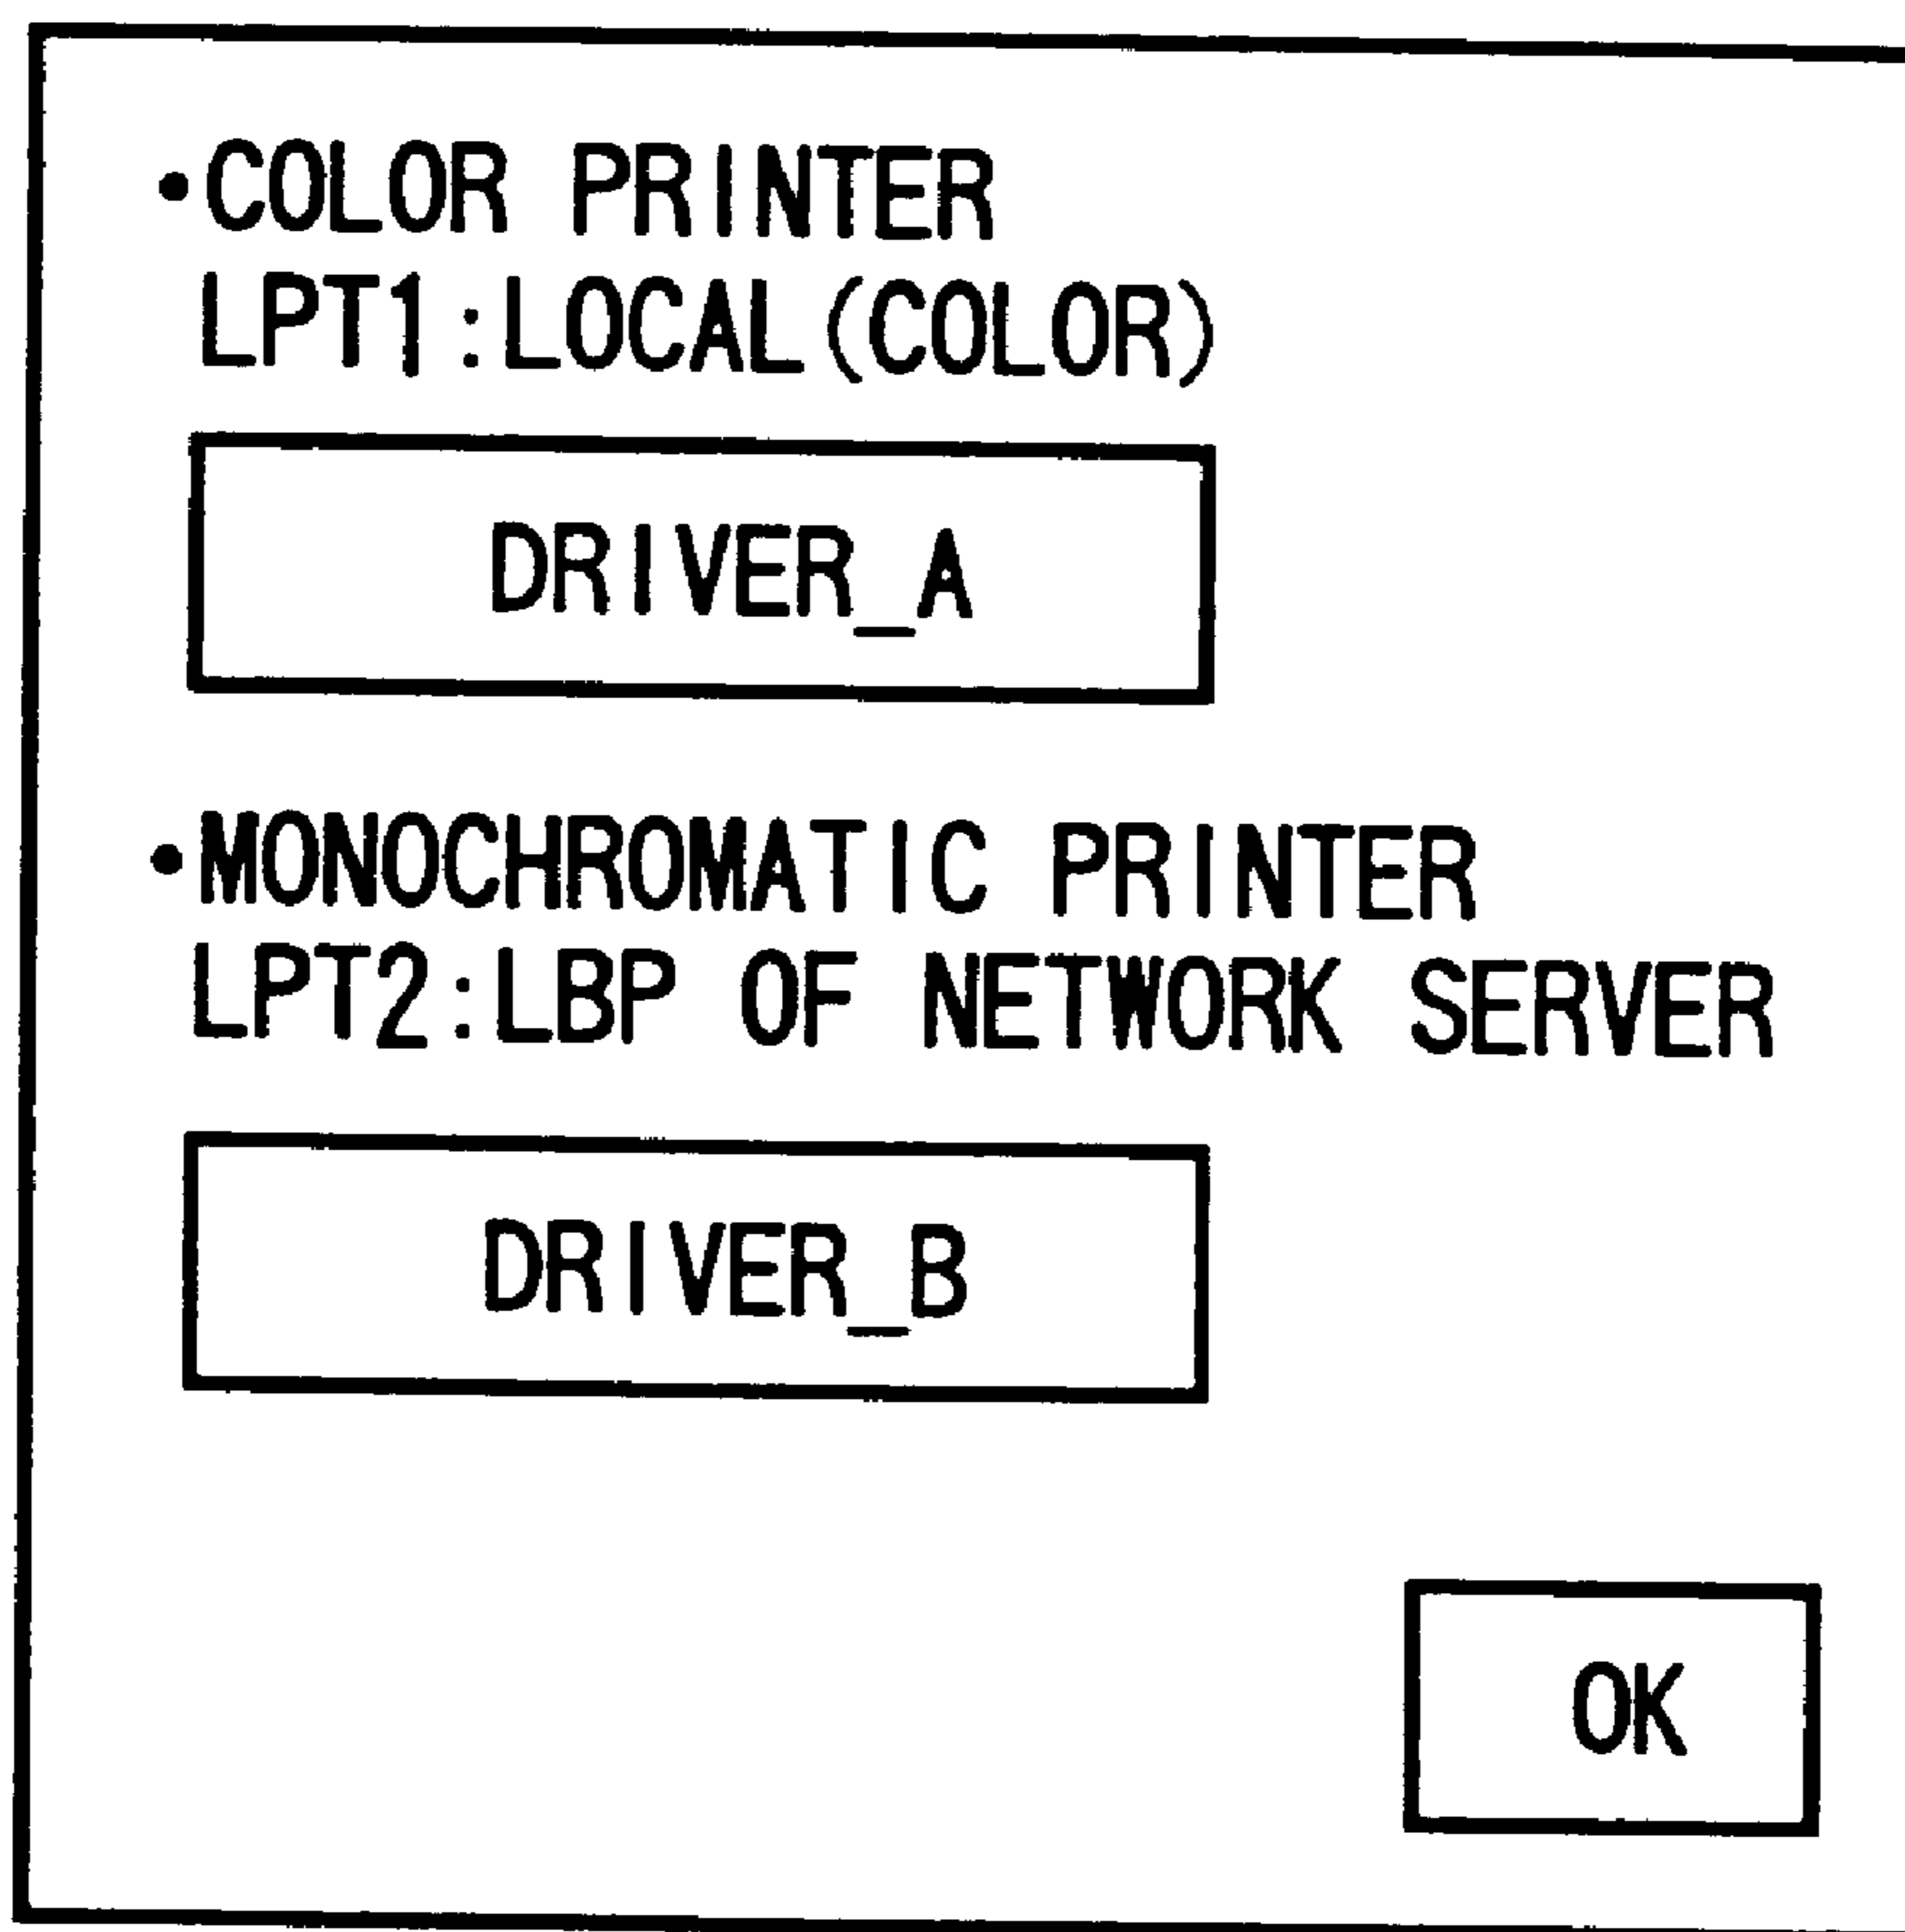 •COLOR PRINTER
LPT1:LOCAL(COLOR)
DRIVER_A
•MONOCHROMATIC PRINTER
LPT2:LBP OF NETWORK SERVER
DRIVER_B
OK